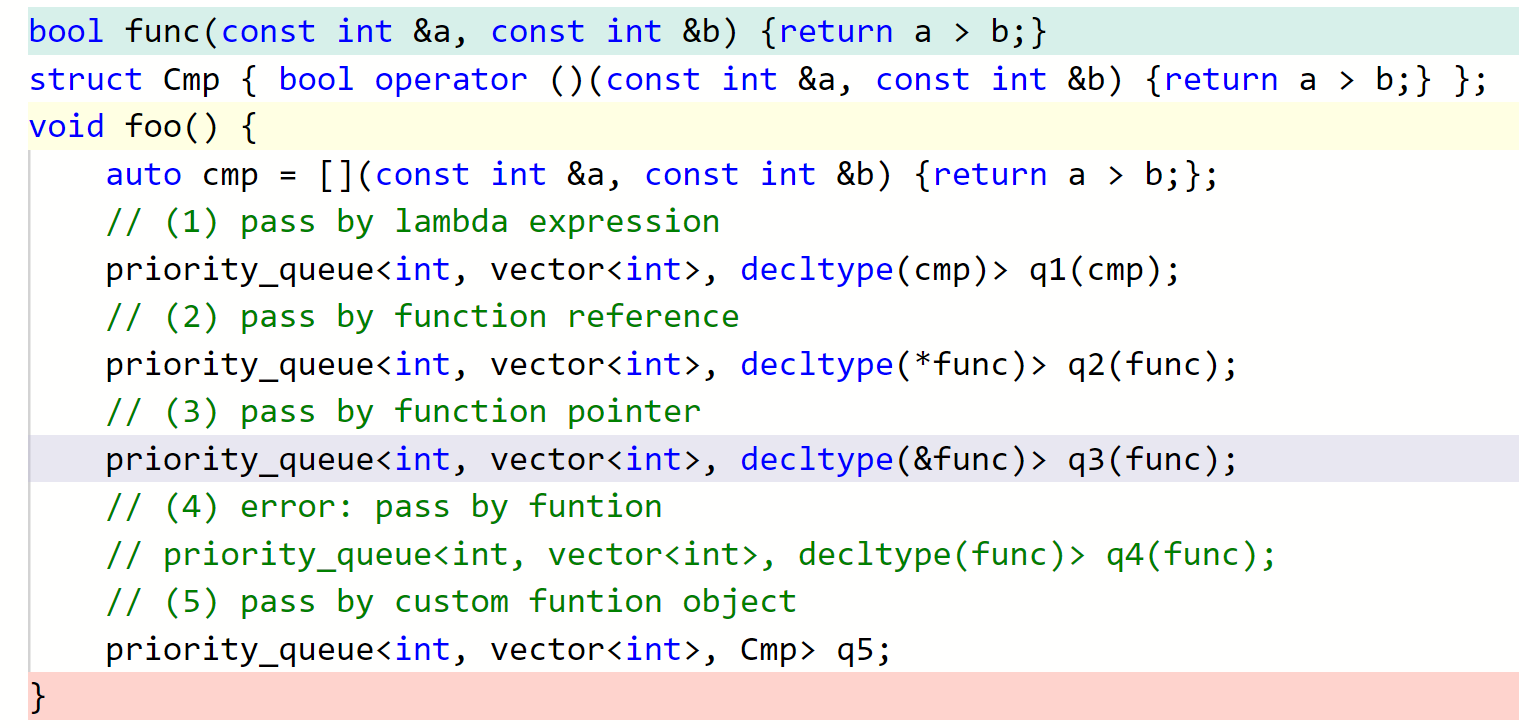 bool func(const int &a, const int &b) {return a > b;}
struct Cmp { bool operator ()(const int &a, const int &b) {return a > b;} };
void foo() {
    auto cmp = [](const int &a, const int &b) {return a > b;};
    // (1) pass by lambda expression
    priority_queue<int, vector<int>, decltype(cmp)> q1(cmp);
    // (2) pass by function reference
    priority_queue<int, vector<int>, decltype(*func)> q2(func);
    // (3) pass by function pointer
    priority_queue<int, vector<int>, decltype(&func)> q3(func);
    // (4) error: pass by funtion
    // priority_queue<int, vector<int>, decltype(func)> q4(func);
    // (5) pass by custom funtion object
    priority_queue<int, vector<int>, Cmp> q5;
}